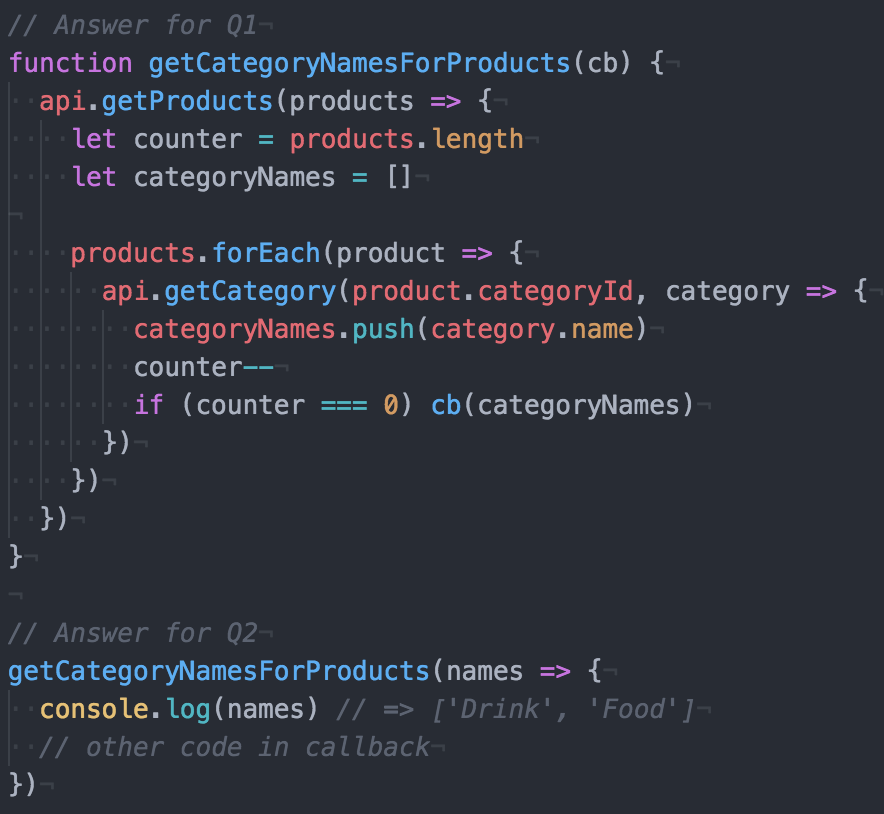 // Answer for Q1
function getCategoryNamesForProducts(cb) {
  api.getProducts(products => {
    let counter = products.length
    let categoryNames = []

    products.forEach(product => {
      api.getCategory(product.categoryId, category => {
        categoryNames.push(category.name)
        counter--
        if (counter === 0) cb(categoryNames)
      })
    })
  })
}

// Answer for Q2
getCategoryNamesForProducts(names => {
  console.log(names) // => ['Drink', 'Food']
  // other code in callback
})